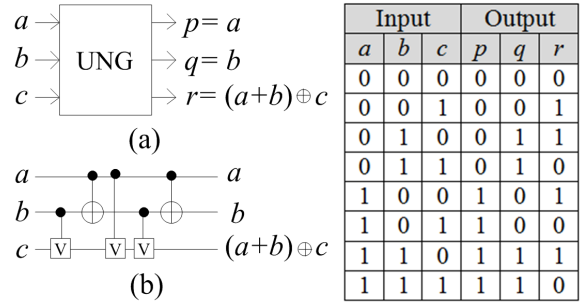 a p = a
b UNG q = b
c r = (a+b)⊕c
(a)
a a
b b
c V V V (a+b)⊕c
(b)
Input Output
a b c p q r
0 0 0 0 0 0
0 0 1 0 0 1
0 1 0 0 1 1
0 1 1 0 1 0
1 0 0 1 0 1
1 0 1 1 0 0
1 1 0 1 1 1
1 1 1 1 1 0